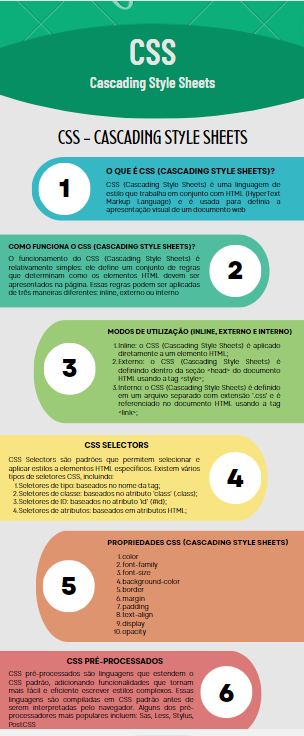 CSS
Cascading Style Sheets
CSS – CASCADING STYLE SHEETS
1
O QUE É CSS (CASCADING STYLE SHEETS)?
CSS (Cascading Style Sheets) é uma linguagem de
estilo que trabalha em conjunto com HTML (HyperText
Markup Language) e é usada para definia a
apresentação visual de um documento web
COMO FUNCIONA O CSS (CASCADING STYLE SHEETS)?
O funcionamento do CSS (Cascading Style Sheets) é
relativamente simples: ele define um conjunto de regras
que determinam como os elementos HTML devem ser
apresentados na página. Essas regras podem ser aplicadas
de três maneiras diferentes: inline, externo ou interno
2
MODOS DE UTILIZAÇÃO (INLINE, EXTERNO E INTERNO)
3
1.Inline: o CSS (Cascading Style Sheets) é aplicado
diretamente a um elemento HTML;
2.Externo: o CSS (Cascading Style Sheets) é
definindo dentro da seção <head> do documento
HTML usando a tag <style>;
3.Interno: o CSS (Cascading Style Sheets) é definido
em um arquivo separado com extensão '.css' e é
referenciado no documento HTML usando a tag
<link>;
CSS SELECTORS
CSS Selectors são padrões que permitem selecionar e
aplicar estilos a elementos HTML específicos. Existem vários
tipos de seletores CSS, incluindo:
1.Seletores de tipo: baseados no nome da tag;
2.Seletores de classe: baseados no atributo 'class' (.class);
3.Seletores de ID: baseados no atributo 'id' (#id);
4.Seletores de atributos: baseados em atributos HTML;
4
PROPRIEDADES CSS (CASCADING STYLE SHEETS)
5
1.color
2.font-family
3.font-size
4.background-color
5.border
6.margin
7.padding
8.text-align
9.display
10.opacity
CSS PRÉ-PROCESSADOS
CSS pré-processados são linguagens que estendem o
CSS padrão, adicionando funcionalidades que tornam
mais fácil e eficiente escrever estilos complexos. Essas
linguagens são compiladas em CSS padrão antes de
serem interpretadas pelo navegador. Alguns dos pré-
processadores mais populares incluem: Sas, Less, Stylus,
PostCSS
6